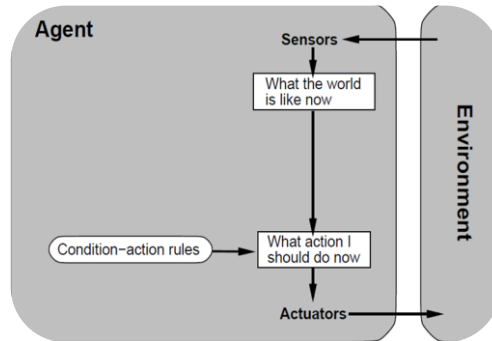 Agent
Sensors
What the world
is like now
Environment
Condition−action rules
What action I
should do now
Actuators